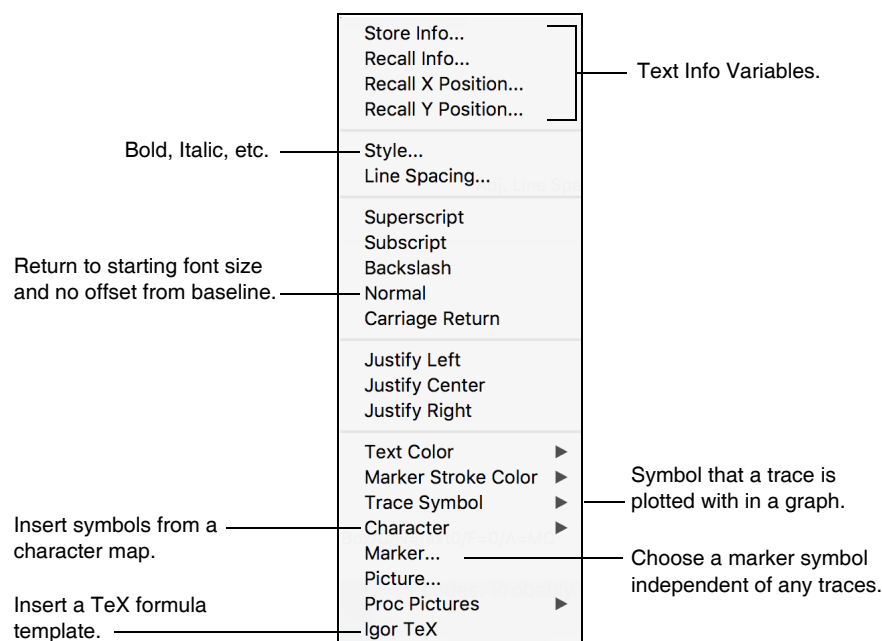 Store Info...
Recall Info...
Recall X Position...
Recall Y Position...
Text Info Variables.
Bold, Italic, etc.
Style...
Line Spacing...
Superscript
Subscript
Backslash
Return to starting font size
and no offset from baseline.
Normal
Carriage Return
Justify Left
Justify Center
Justify Right
Text Color
Marker Stroke Color
Trace Symbol
Symbol that a trace is
plotted with in a graph.
Insert symbols from a
character map.
Character
Marker...
Choose a marker symbol
independent of any traces.
Picture...
Proc Pictures
Insert a TeX formula
template.
Igor TeX